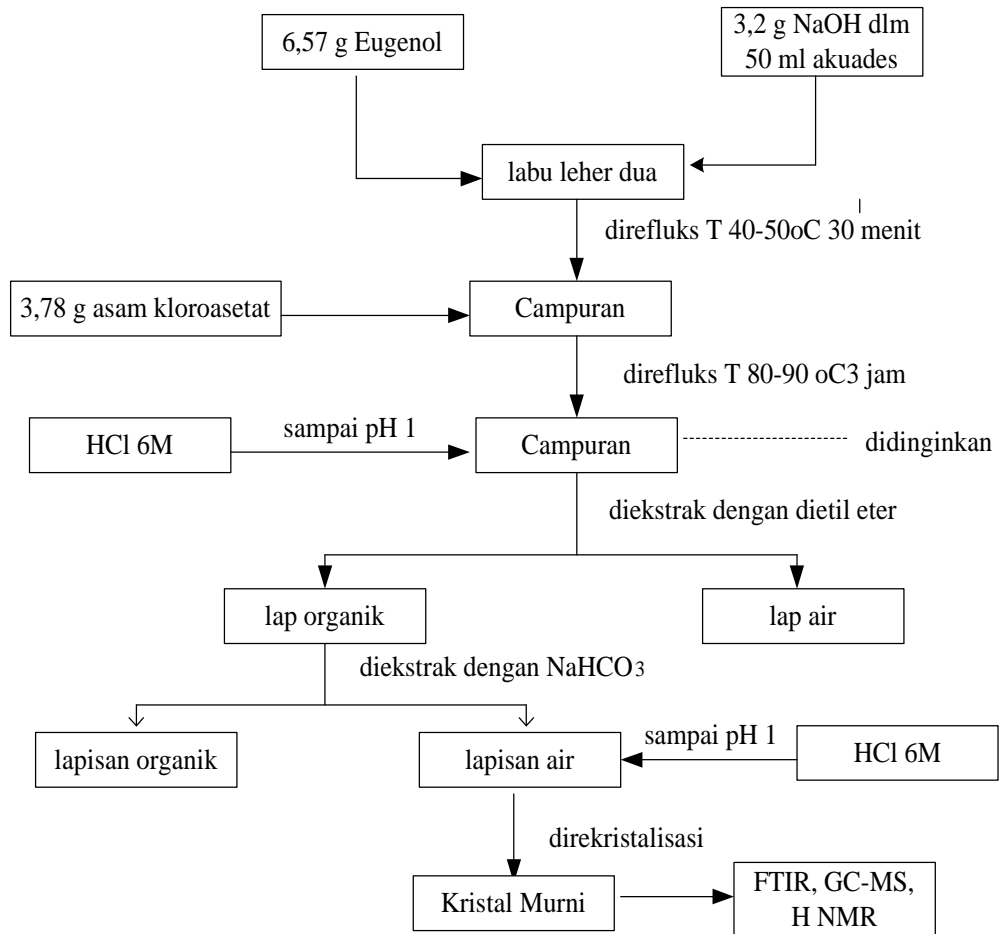 6,57 g Eugenol
3,2 g NaOH dlm
50 ml akuades
labu leher dua
direfluks T 40-50oC 30 menit
3,78 g asam kloroasetat
Campuran
direfluks T 80-90 oC3 jam
HCl 6M
sampai pH 1
Campuran
didinginkan
diekstrak dengan dietil eter
lap organik
lap air
diekstrak dengan NaHCO3
lapisan organik
lapisan air
sampai pH 1
HCl 6M
direkristalisasi
Kristal Murni
FTIR, GC-MS,
H NMR